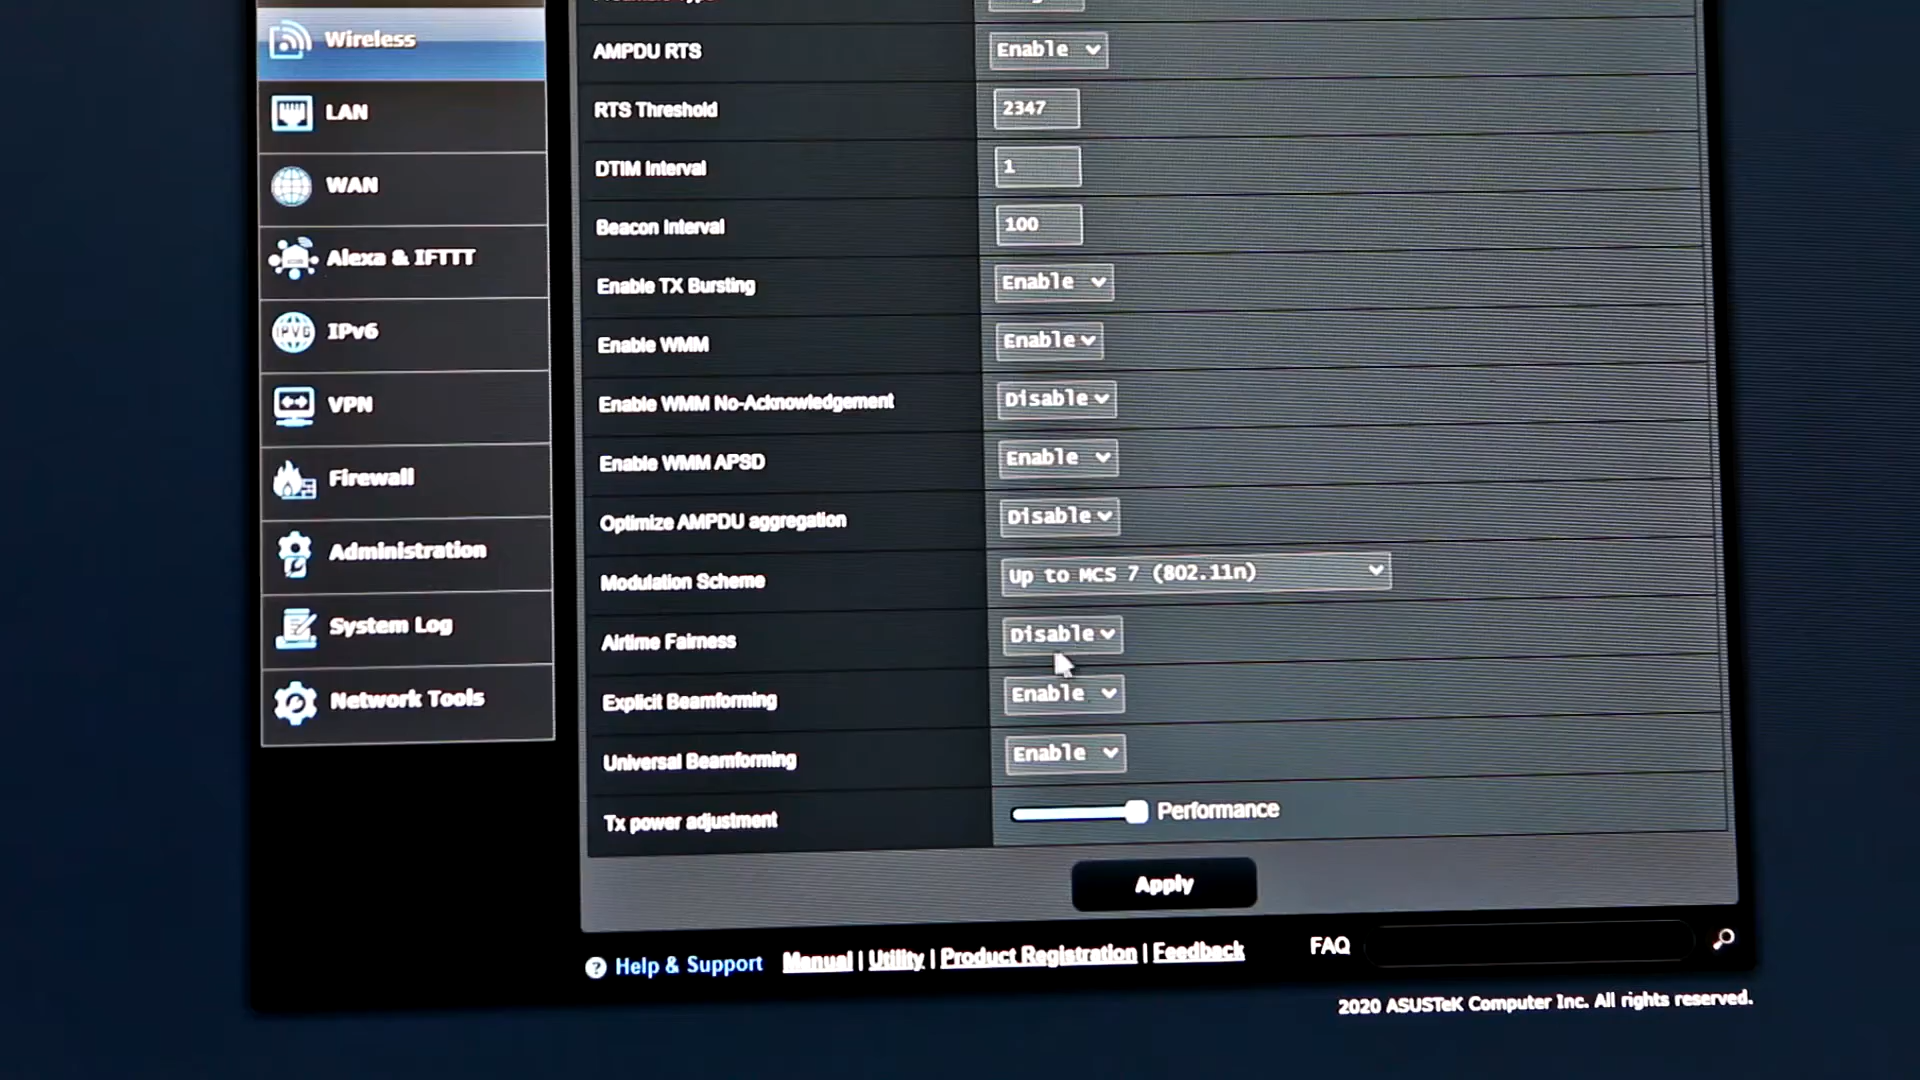 Wireless
LAN
WAN
Alexa & IFTTT
IPv6
IPv6
VPN
Firewall
Administration
System Log
Network Tools
AMPDU RTS Enable
RTS Threshold 2347
DTIM Interval 1
Beacon Interval 100
Enable TX Bursting Enable
Enable WMM Enable
Enable WMM No-Acknowledgement Disable
Enable WMM APSD Enable
Optimize AMPDU aggregation Disable
Modulation Scheme Up to MCS 7 (802.11n)
Airtime Fairness Disable
Explicit Beamforming Enable
Universal Beamforming Enable
Tx power adjustment Performance
Apply
? Help & Support Manual | Utility | Product Registration | Feedback FAQ
2020 ASUSTeK Computer Inc. All rights reserved.